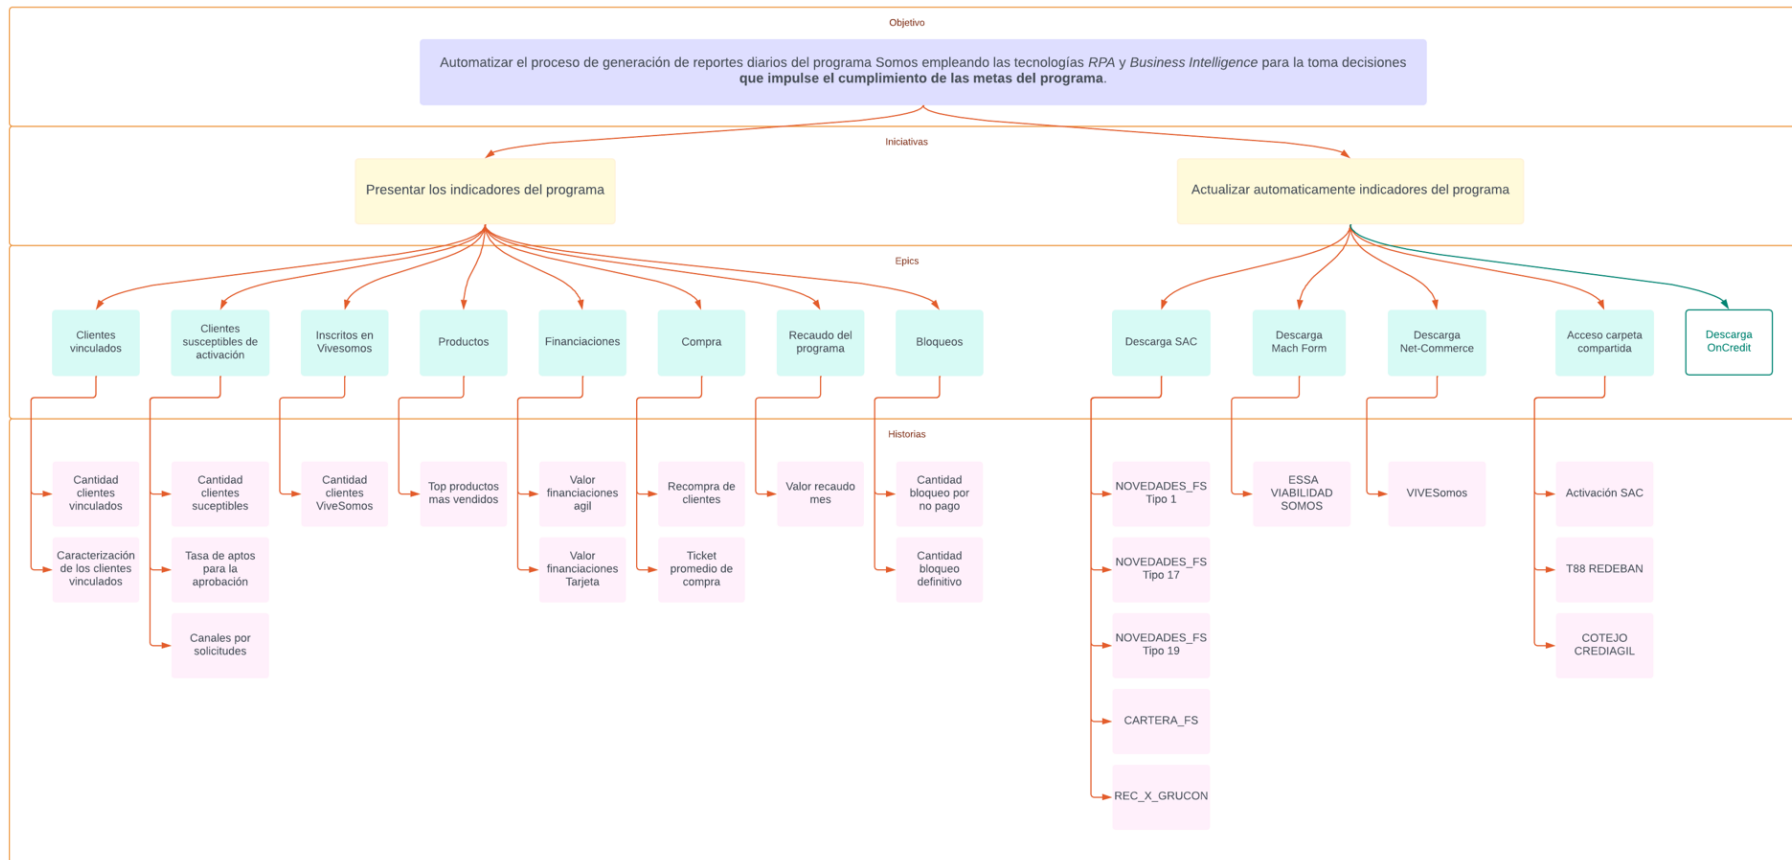 Objetivo
Automatizar el proceso de generación de reportes diarios del programa Somos empleando las tecnologías RPA y Business Intelligence para la toma decisiones
que impulse el cumplimiento de las metas del programa.
Iniciativas
Presentar los indicadores del programa
Actualizar automaticamente indicadores del programa
Epics
Clientes
vinculados
Clientes
susceptibles de
activación
Inscritos en
Vivesomos
Productos
Financiaciones
Compra
Recaudo del
programa
Bloqueos
Descarga SAC
Descarga
Mach Form
Descarga
Net-Commerce
Acceso carpeta
compartida
Descarga
OnCredit
Historias
Cantidad
clientes
vinculados
Cantidad
clientes
suceptibles
Cantidad
clientes
ViveSomos
Top productos
mas vendidos
Valor
financiaciones
agil
Recompra de
clientes
Valor recaudo
mes
Cantidad
bloqueo por
no pago
NOVEDADES_FS
Tipo 1
ESSA
VIABILIDAD
SOMOS
VIVESomos
Activación SAC
Caracterización
de los clientes
vinculados
Tasa de aptos
para la
aprobación
Valor
financiaciones
Tarjeta
Ticket
promedio de
compra
Cantidad
bloqueo
definitivo
NOVEDADES_FS
Tipo 17
T88 REDEBAN
Canales por
solicitudes
NOVEDADES_FS
Tipo 19
COTEJO
CREDIAGIL
CARTERA_FS
REC_X_GRUCON